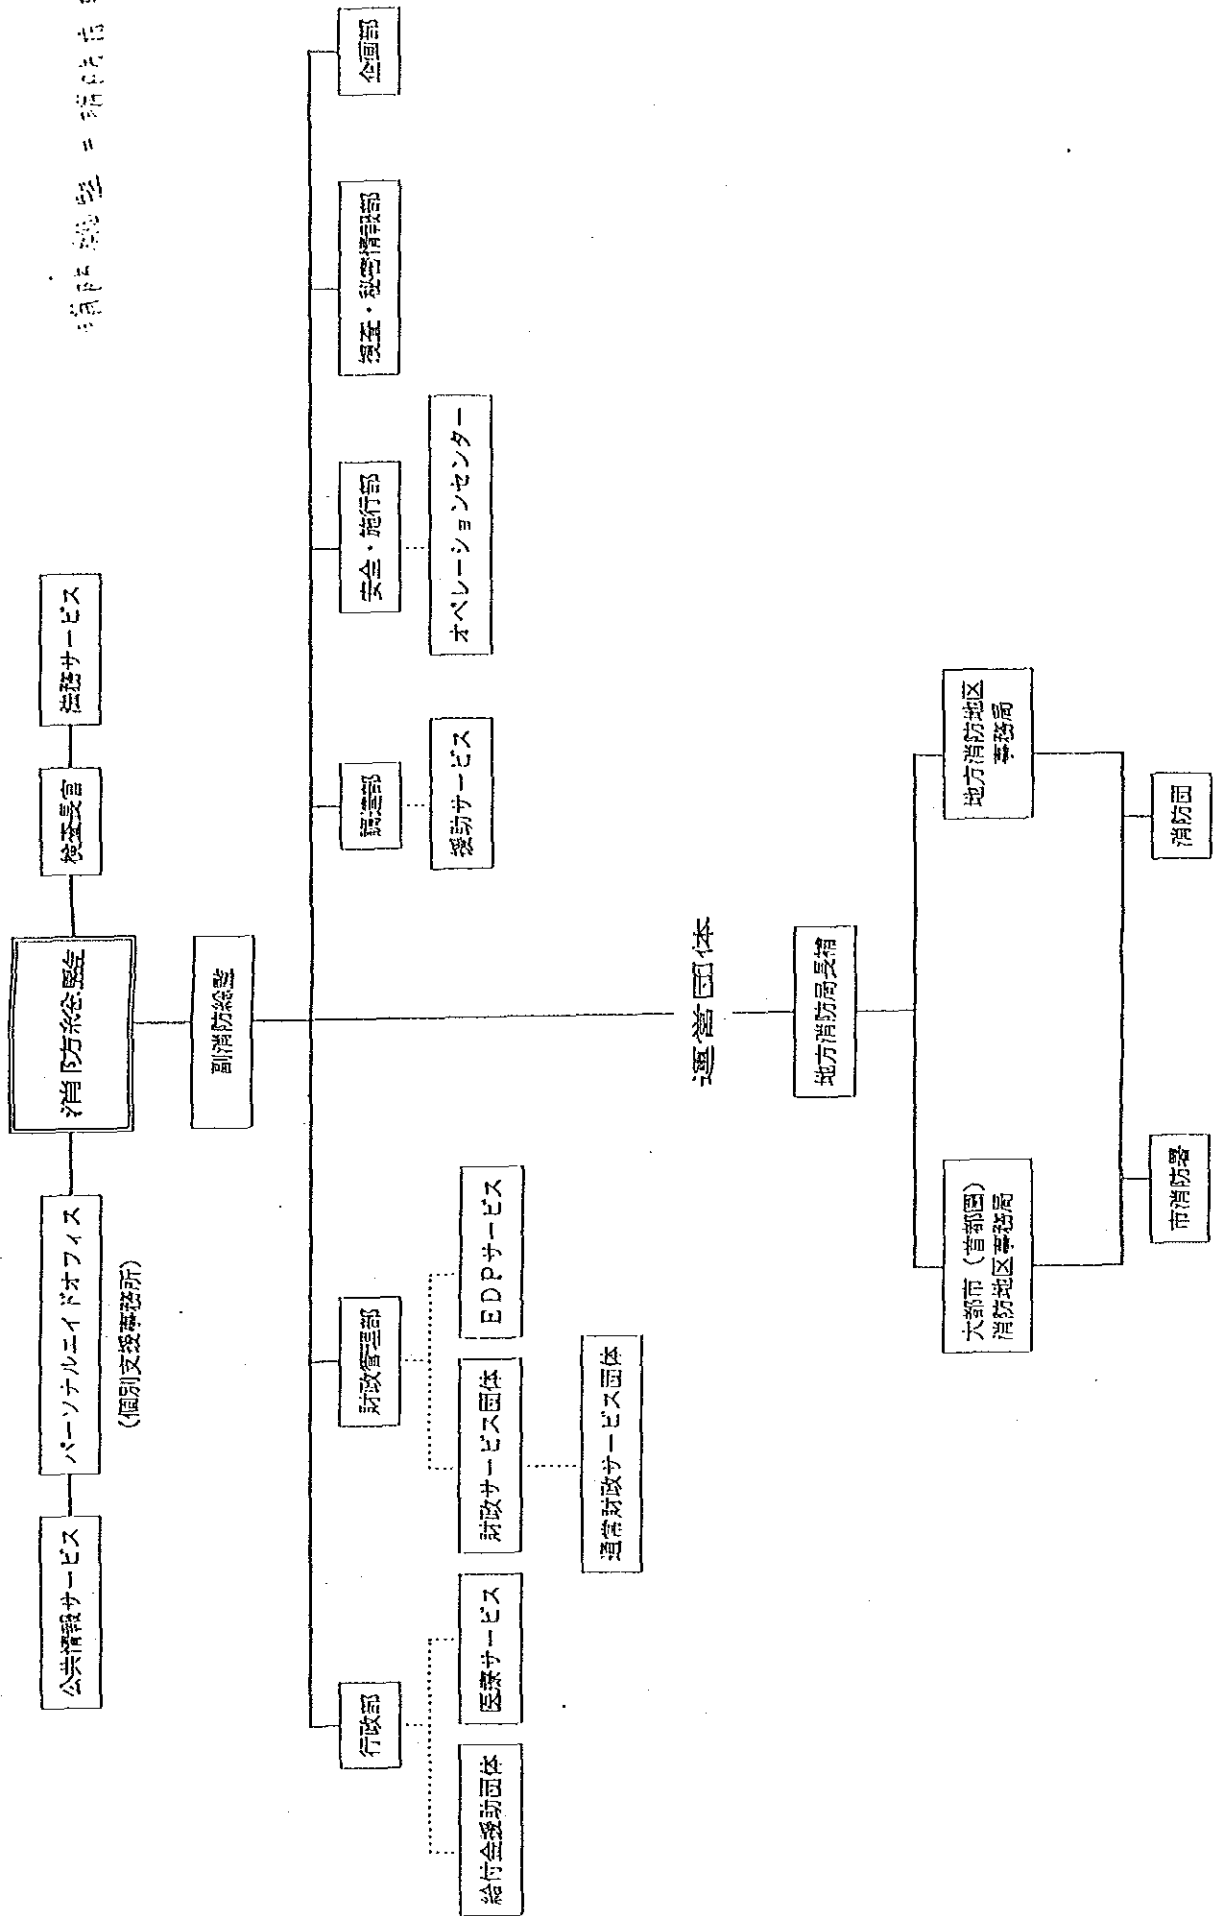 公共情報サービス
パーソナルエイドオフィス
(個別支援事務所)
消防総監
検査長官
法務サービス
副消防総監
行政部
財政管理部
調達部
安全・施行部
捜査・秘密情報部
企画部
給付金援助団体
医療サービス
財政サービス団体
EDPサービス
援助サービス
オペレーションセンター
通常財政サービス団体
運営団体
地方消防局長補
大都市(首都圏)
消防地区事務局
地方消防地区
事務局
市消防署
消防団